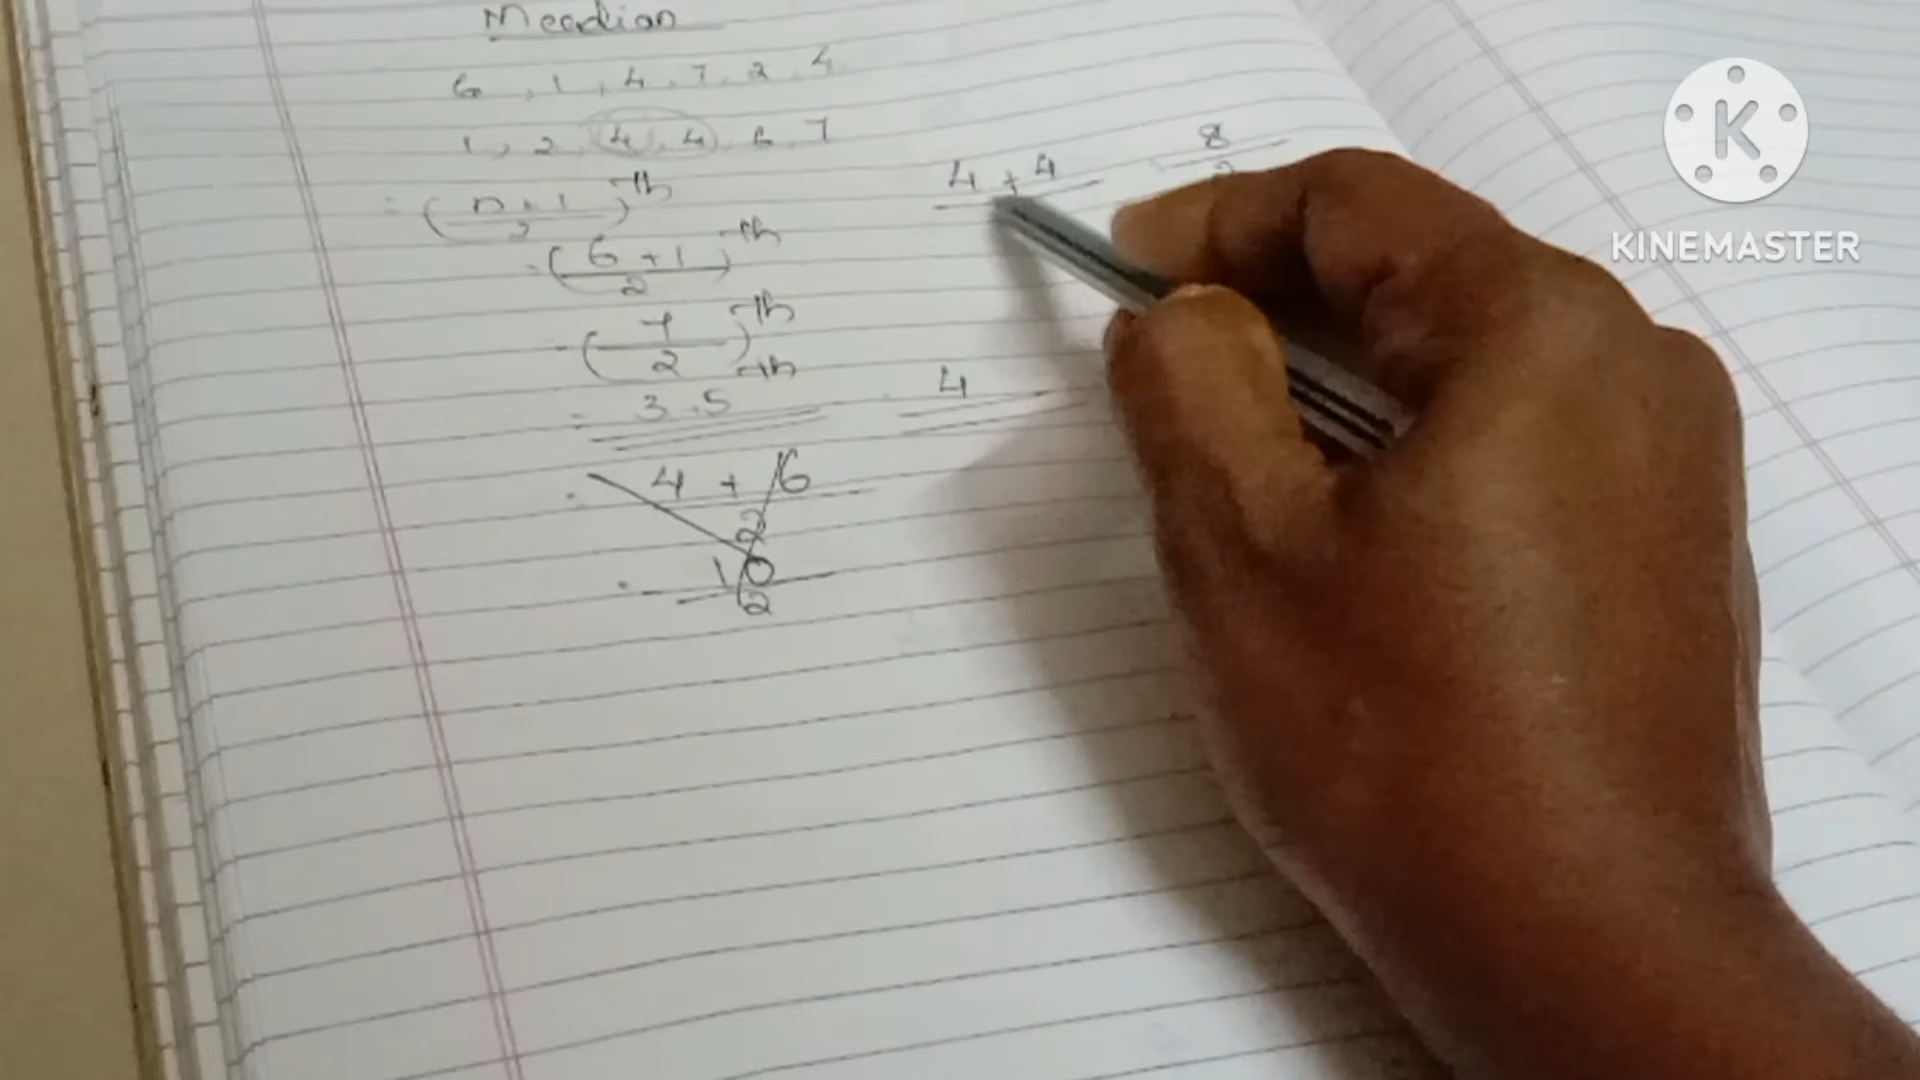 Meadian
6, 1, 4, 7, 2, 4
1, 2, 4, 4, 6, 7
= (n+1/2)th
= (6+1/2)th
= (7/2)th
= 3.5th
= 4 + 6 / 2
= 10 / 2
4 + 4
8 / 2
4
K
KINEMASTER